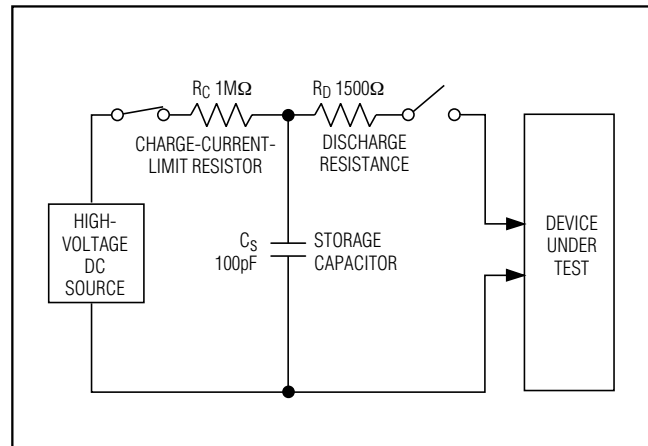 R_C 1MΩ
R_D 1500Ω
CHARGE-CURRENT-
LIMIT RESISTOR
DISCHARGE
RESISTANCE
HIGH-
VOLTAGE
DC
SOURCE
C_S
100pF
STORAGE
CAPACITOR
DEVICE
UNDER
TEST